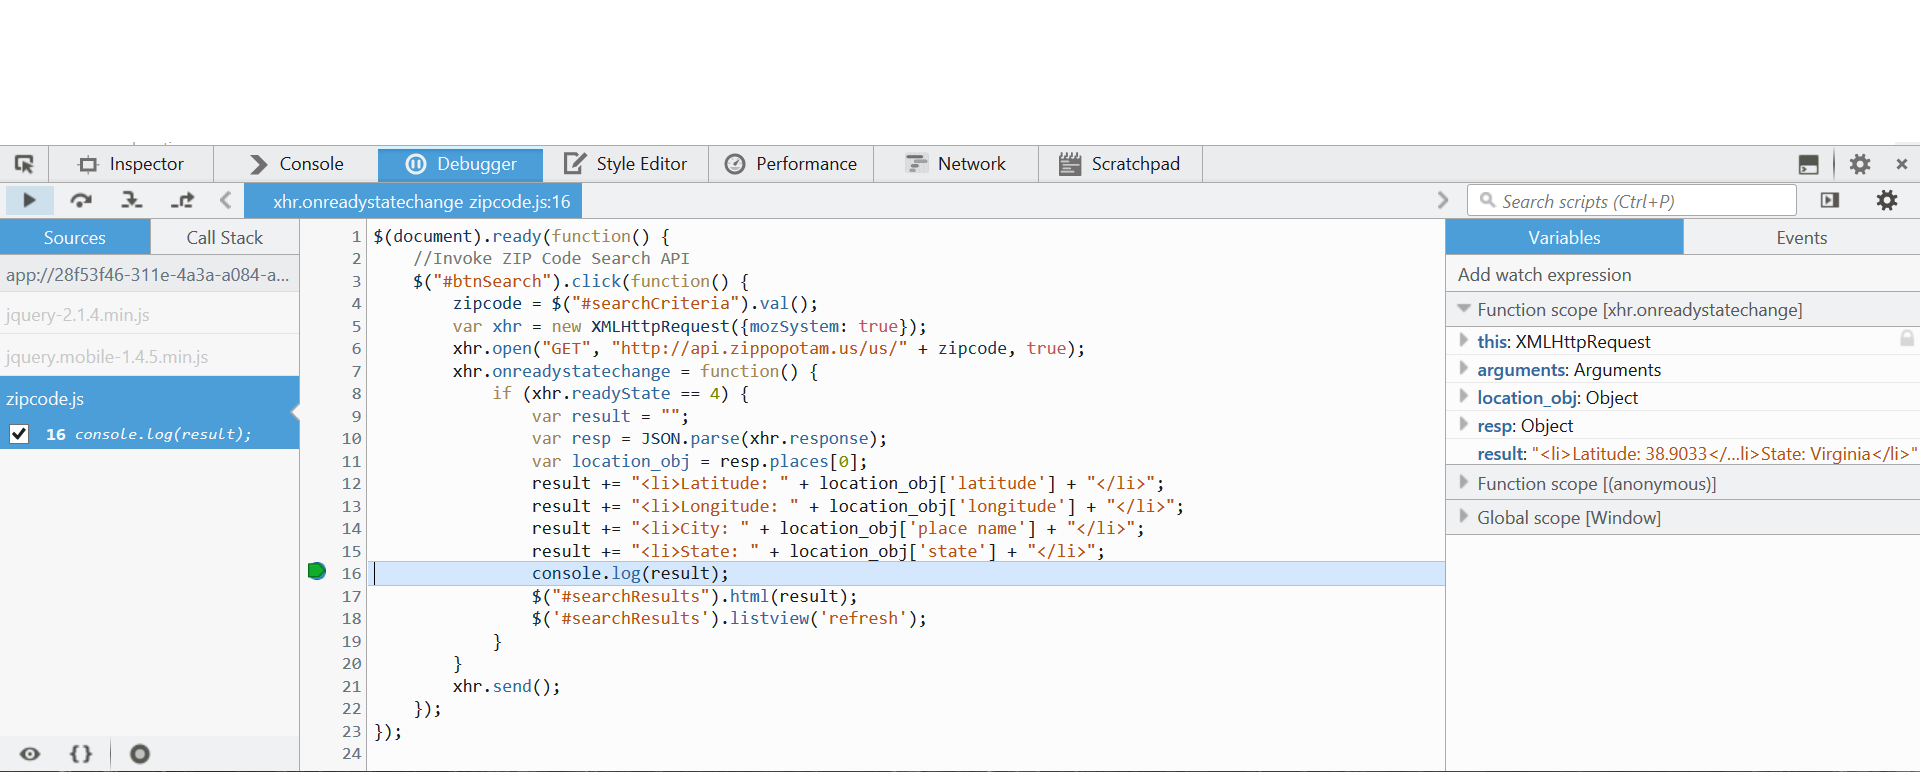 Inspector Console Debugger Style Editor Performance Network Scratchpad
xhr.onreadystatechange zipcode.js:16 Search scripts (Ctrl+P)
Sources Call Stack
app://28f53f46-311e-4a3a-a084-a...
jquery-2.1.4.min.js
jquery.mobile-1.4.5.min.js
zipcode.js
16 console.log(result);
1 $(document).ready(function() {
2     //Invoke ZIP Code Search API
3     $("#btnSearch").click(function() {
4         zipcode = $("#searchCriteria").val();
5         var xhr = new XMLHttpRequest({mozSystem: true});
6         xhr.open("GET", "http://api.zippopotam.us/us/" + zipcode, true);
7         xhr.onreadystatechange = function() {
8             if (xhr.readyState == 4) {
9                 var result = "";
10                 var resp = JSON.parse(xhr.response);
11                 var location_obj = resp.places[0];
12                 result += "<li>Latitude: " + location_obj['latitude'] + "</li>";
13                 result += "<li>Longitude: " + location_obj['longitude'] + "</li>";
14                 result += "<li>City: " + location_obj['place name'] + "</li>";
15                 result += "<li>State: " + location_obj['state'] + "</li>";
16                 console.log(result);
17                 $("#searchResults").html(result);
18                 $('#searchResults').listview('refresh');
19             }
20         }
21         xhr.send();
22     });
23 });
24
Variables Events
Add watch expression
Function scope [xhr.onreadystatechange]
this: XMLHttpRequest
arguments: Arguments
location_obj: Object
resp: Object
result: "<li>Latitude: 38.9033</...li>State: Virginia</li>"
Function scope [(anonymous)]
Global scope [Window]